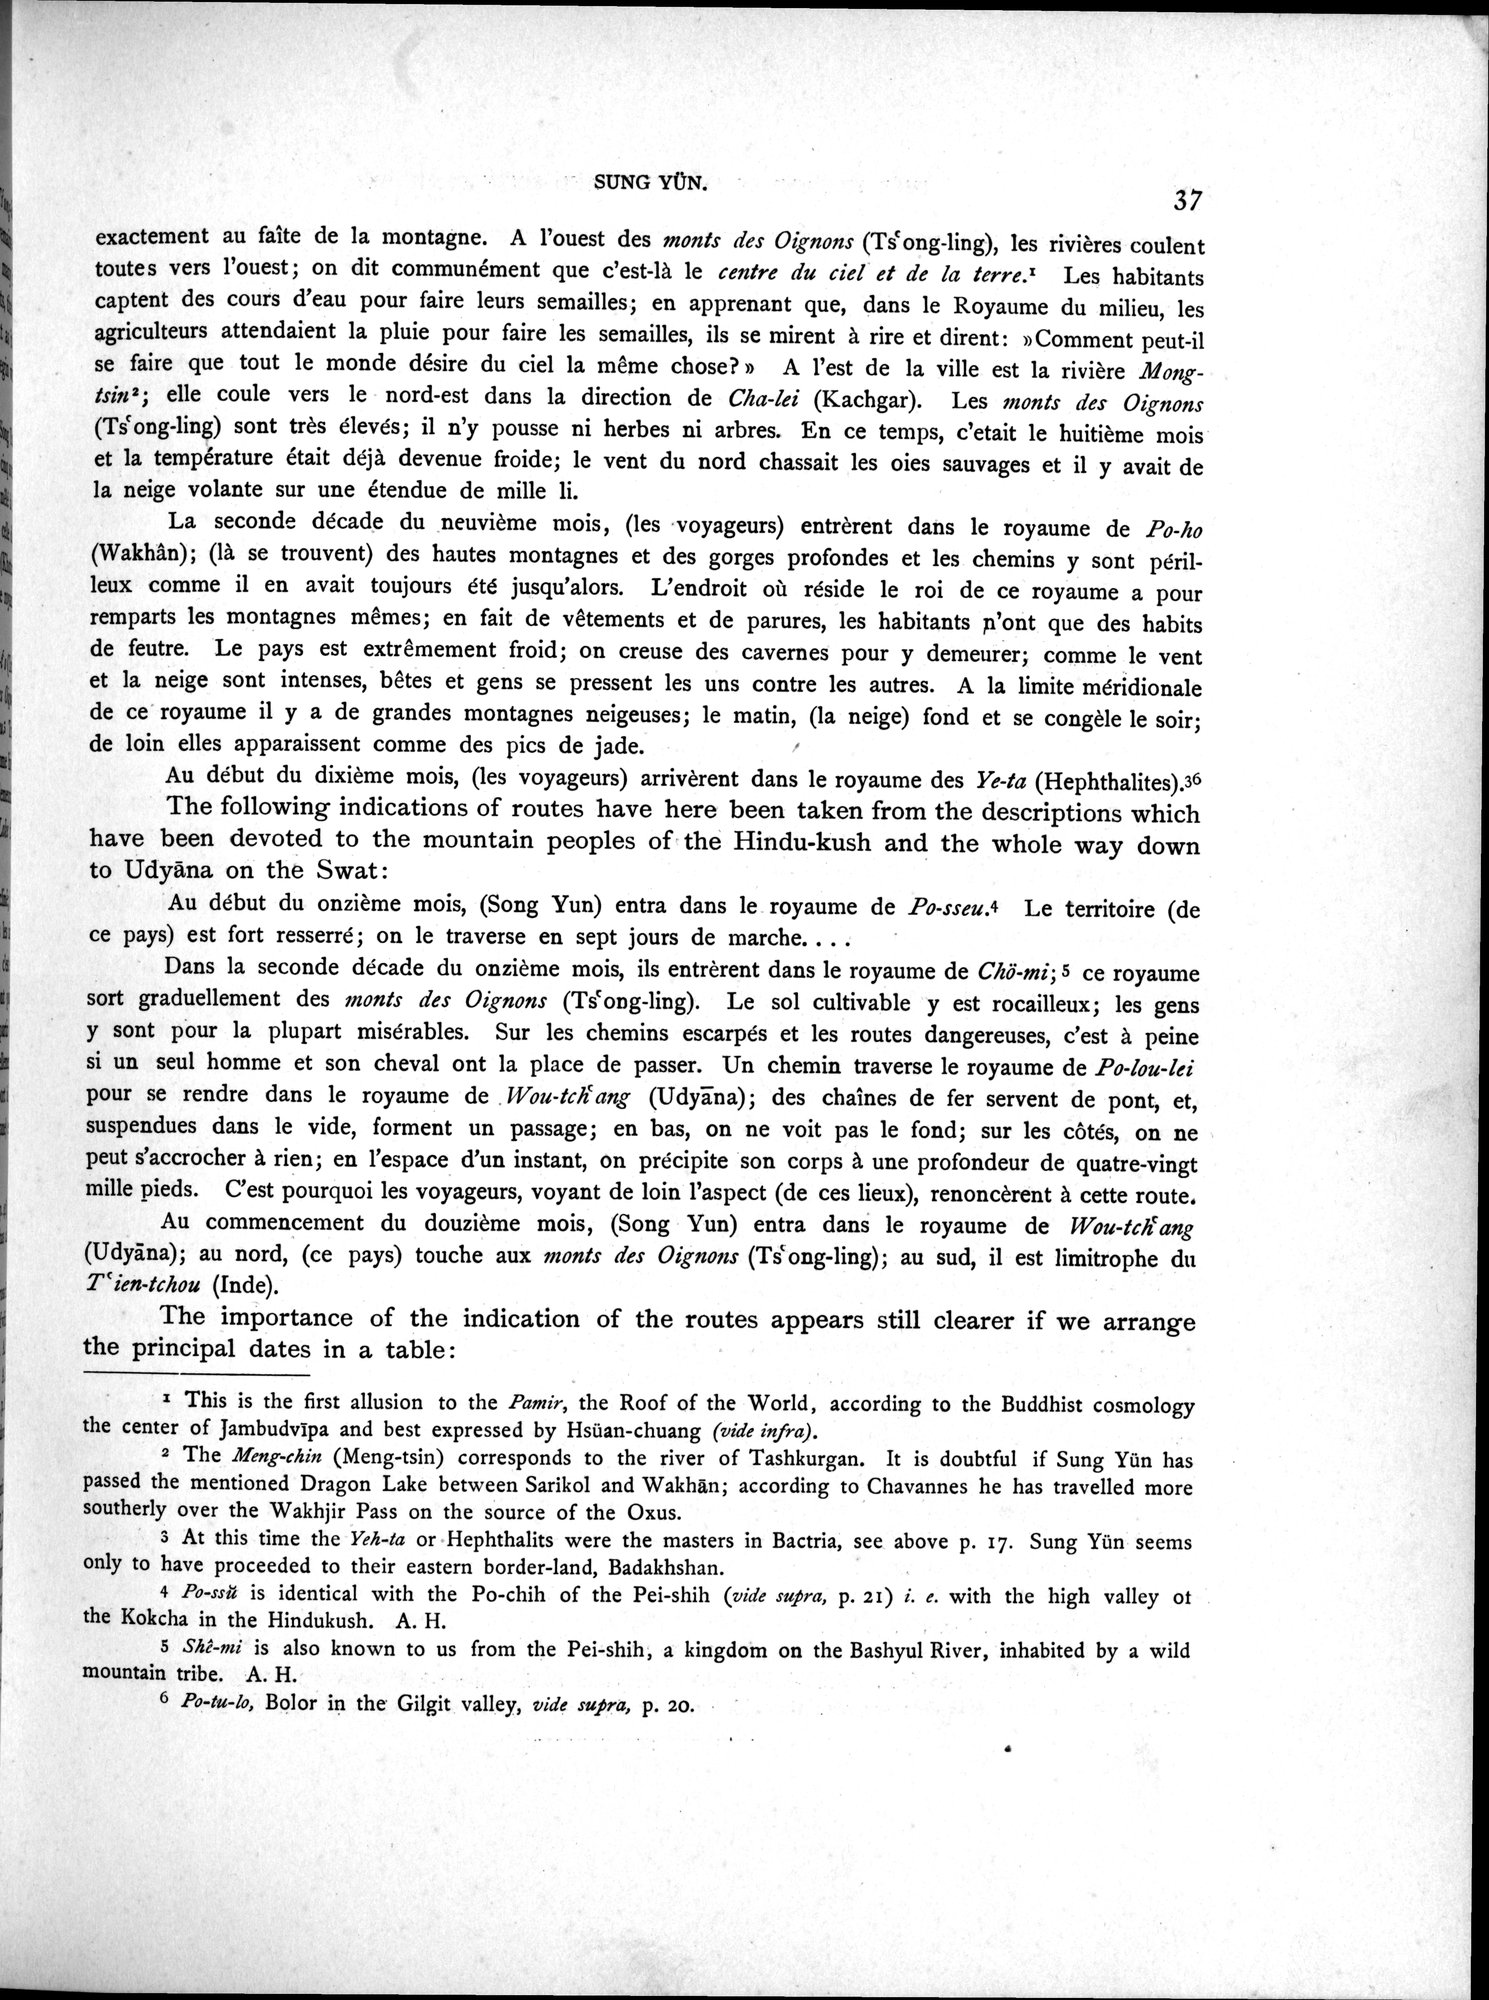 SUNG YÜN.
37
exactement au faîte de la montagne. A l'ouest des monts des Oignons (Tsʿong-ling), les rivières coulent
toutes vers l'ouest; on dit communément que c'est-là le centre du ciel et de la terre.¹ Les habitants
captent des cours d'eau pour faire leurs semailles; en apprenant que, dans le Royaume du milieu, les
agriculteurs attendaient la pluie pour faire les semailles, ils se mirent à rire et dirent: »Comment peut-il
se faire que tout le monde désire du ciel la même chose?» A l'est de la ville est la rivière Mong-
tsin²; elle coule vers le nord-est dans la direction de Cha-lei (Kachgar). Les monts des Oignons
(Tsʿong-ling) sont très élevés; il n'y pousse ni herbes ni arbres. En ce temps, c'etait le huitième mois
et la température était déjà devenue froide; le vent du nord chassait les oies sauvages et il y avait de
la neige volante sur une étendue de mille li.
La seconde décade du neuvième mois, (les voyageurs) entrèrent dans le royaume de Po-ho
(Wakhân); (là se trouvent) des hautes montagnes et des gorges profondes et les chemins y sont péril-
leux comme il en avait toujours été jusqu'alors. L'endroit où réside le roi de ce royaume a pour
remparts les montagnes mêmes; en fait de vêtements et de parures, les habitants n'ont que des habits
de feutre. Le pays est extrêmement froid; on creuse des cavernes pour y demeurer; comme le vent
et la neige sont intenses, bêtes et gens se pressent les uns contre les autres. A la limite méridionale
de ce royaume il y a de grandes montagnes neigeuses; le matin, (la neige) fond et se congèle le soir;
de loin elles apparaissent comme des pics de jade.
Au début du dixième mois, (les voyageurs) arrivèrent dans le royaume des Ye-ta (Hephthalites).³⁶
The following indications of routes have here been taken from the descriptions which
have been devoted to the mountain peoples of the Hindu-kush and the whole way down
to Udyāna on the Swat:
Au début du onzième mois, (Song Yun) entra dans le royaume de Po-sseu.⁴ Le territoire (de
ce pays) est fort resserré; on le traverse en sept jours de marche. . . .
Dans la seconde décade du onzième mois, ils entrèrent dans le royaume de Chö-mi;⁵ ce royaume
sort graduellement des monts des Oignons (Tsʿong-ling). Le sol cultivable y est rocailleux; les gens
y sont pour la plupart misérables. Sur les chemins escarpés et les routes dangereuses, c'est à peine
si un seul homme et son cheval ont la place de passer. Un chemin traverse le royaume de Po-lou-lei
pour se rendre dans le royaume de Wou-tchʿang (Udyāna); des chaînes de fer servent de pont, et,
suspendues dans le vide, forment un passage; en bas, on ne voit pas le fond; sur les côtés, on ne
peut s'accrocher à rien; en l'espace d'un instant, on précipite son corps à une profondeur de quatre-vingt
mille pieds. C'est pourquoi les voyageurs, voyant de loin l'aspect (de ces lieux), renoncèrent à cette route.
Au commencement du douzième mois, (Song Yun) entra dans le royaume de Wou-tchʿang
(Udyāna); au nord, (ce pays) touche aux monts des Oignons (Tsʿong-ling); au sud, il est limitrophe du
Tʿien-tchou (Inde).
The importance of the indication of the routes appears still clearer if we arrange
the principal dates in a table:
¹ This is the first allusion to the Pamir, the Roof of the World, according to the Buddhist cosmology
the center of Jambudvīpa and best expressed by Hsüan-chuang (vide infra).
² The Meng-chin (Meng-tsin) corresponds to the river of Tashkurgan. It is doubtful if Sung Yün has
passed the mentioned Dragon Lake between Sarikol and Wakhān; according to Chavannes he has travelled more
southerly over the Wakhjir Pass on the source of the Oxus.
³ At this time the Yeh-ta or Hephthalits were the masters in Bactria, see above p. 17. Sung Yün seems
only to have proceeded to their eastern border-land, Badakhshan.
⁴ Po-ssŭ is identical with the Po-chih of the Pei-shih (vide supra, p. 21) i. e. with the high valley of
the Kokcha in the Hindukush. A. H.
⁵ Shê-mi is also known to us from the Pei-shih, a kingdom on the Bashyul River, inhabited by a wild
mountain tribe. A. H.
⁶ Po-tu-lo, Bolor in the Gilgit valley, vide supra, p. 20.